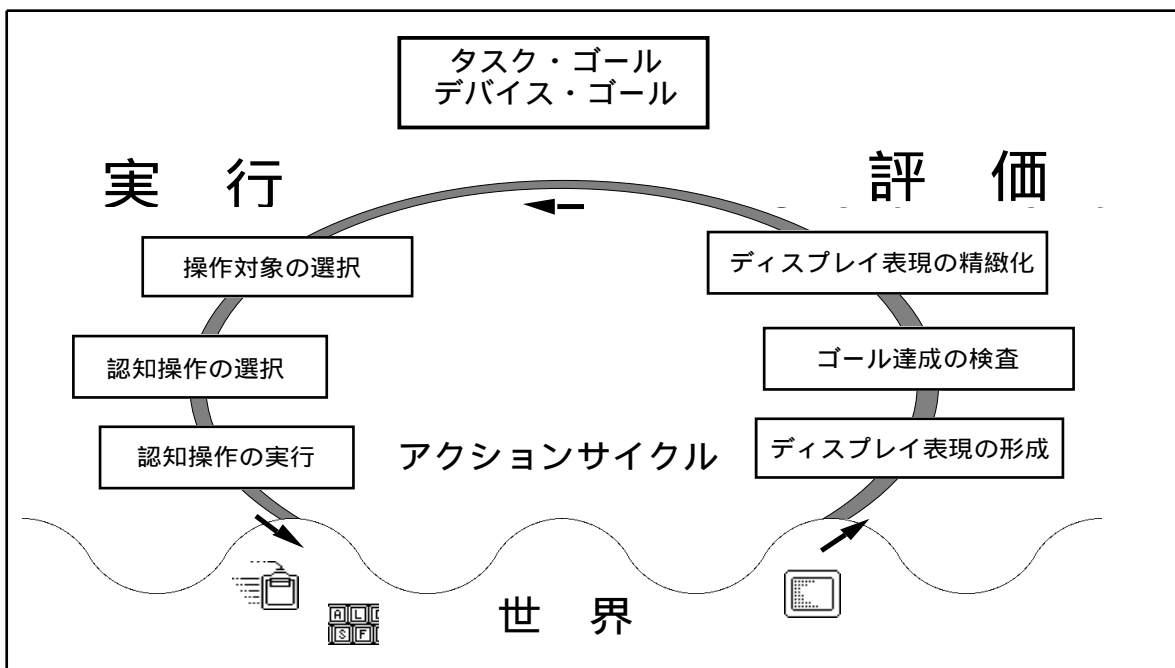 タスク・ゴール
デバイス・ゴール
実 行
評 価
操作対象の選択
ディスプレイ表現の精緻化
認知操作の選択
ゴール達成の検査
認知操作の実行
アクションサイクル
ディスプレイ表現の形成
世 界
A L
S F